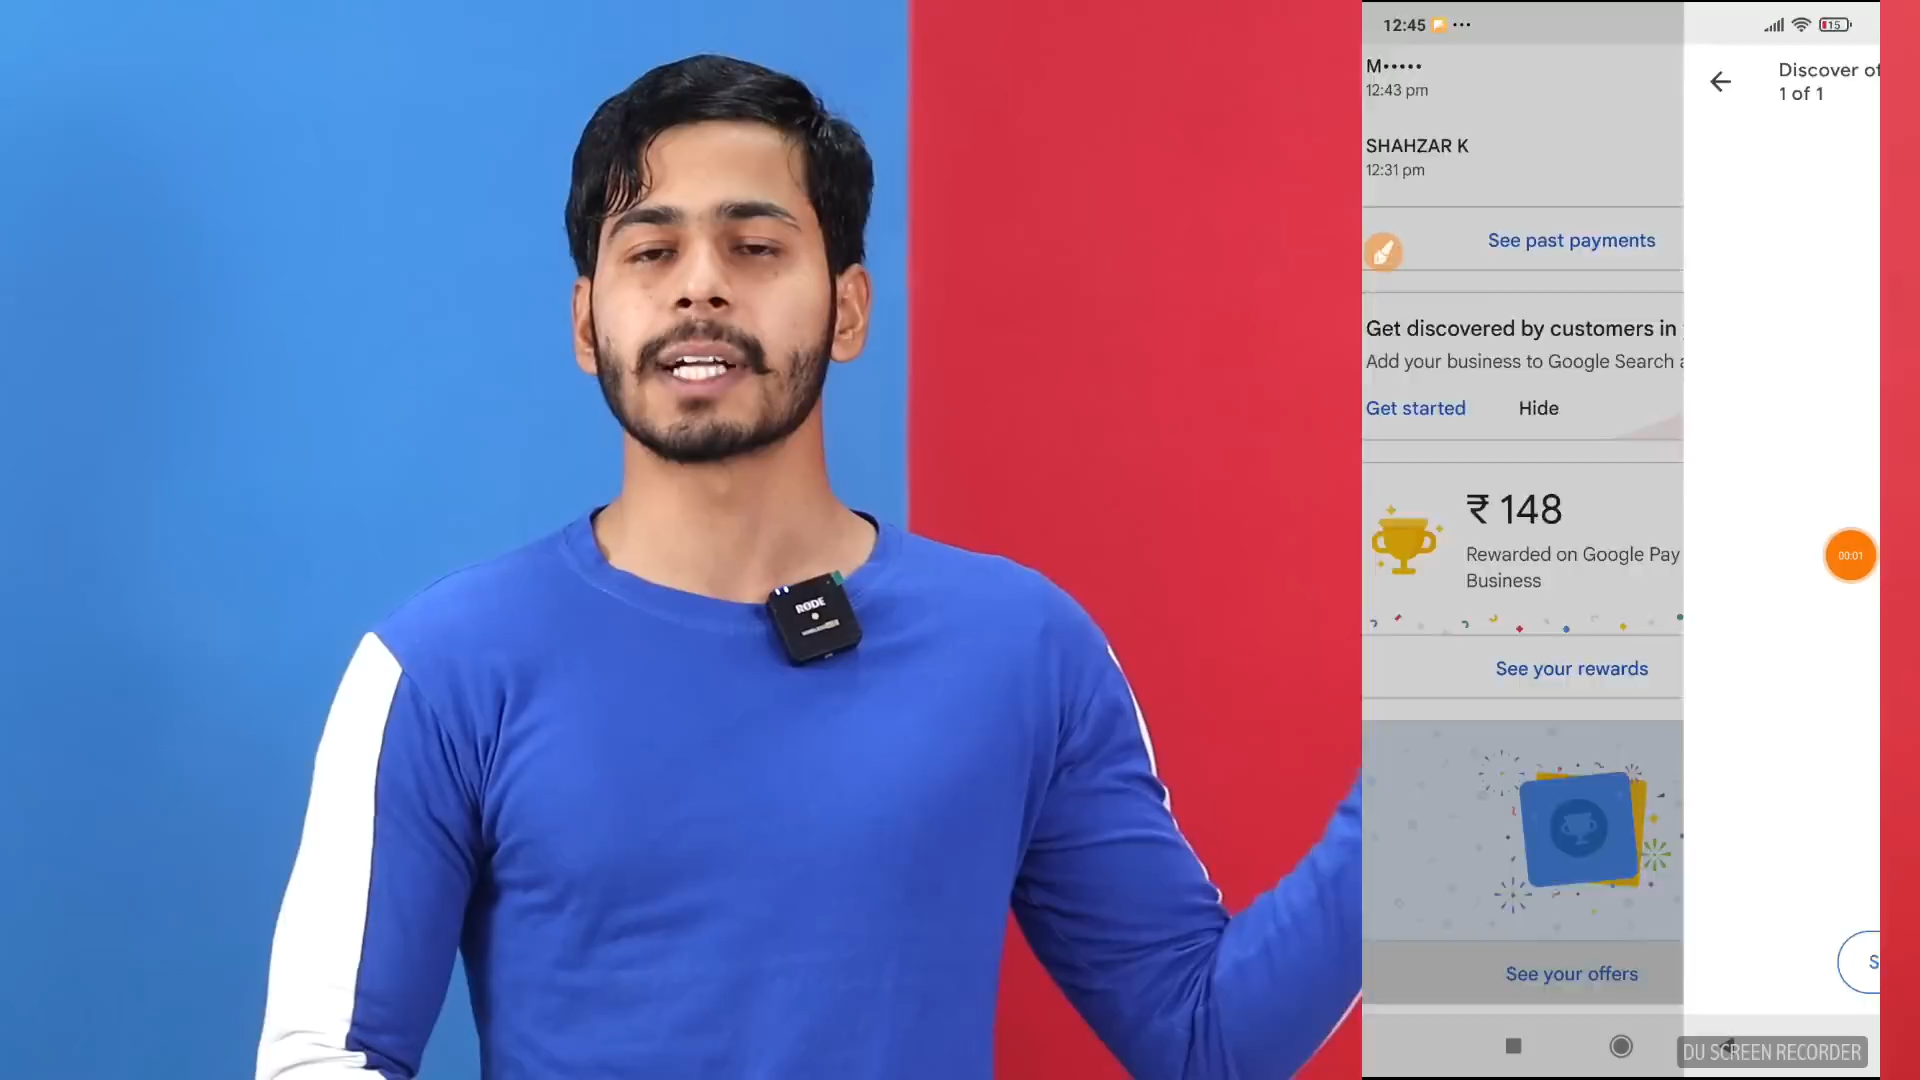 RODE
12:45
15
M•••••
12:43 pm
SHAHZAR K
12:31 pm
See past payments
Get discovered by customers in
Add your business to Google Search
Get started
Hide
₹ 148
Rewarded on Google Pay
Business
See your rewards
See your offers
Discover
1 of 1
00:01
S
DU SCREEN RECORDER